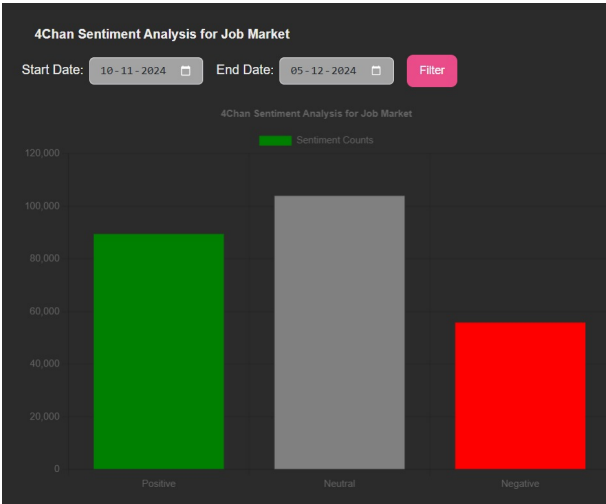 4Chan Sentiment Analysis for Job Market
Start Date: 10-11-2024 End Date: 05-12-2024 Filter
4Chan Sentiment Analysis for Job Market
Sentiment Counts
120,000
100,000
80,000
60,000
40,000
20,000
0
Positive Neutral Negative